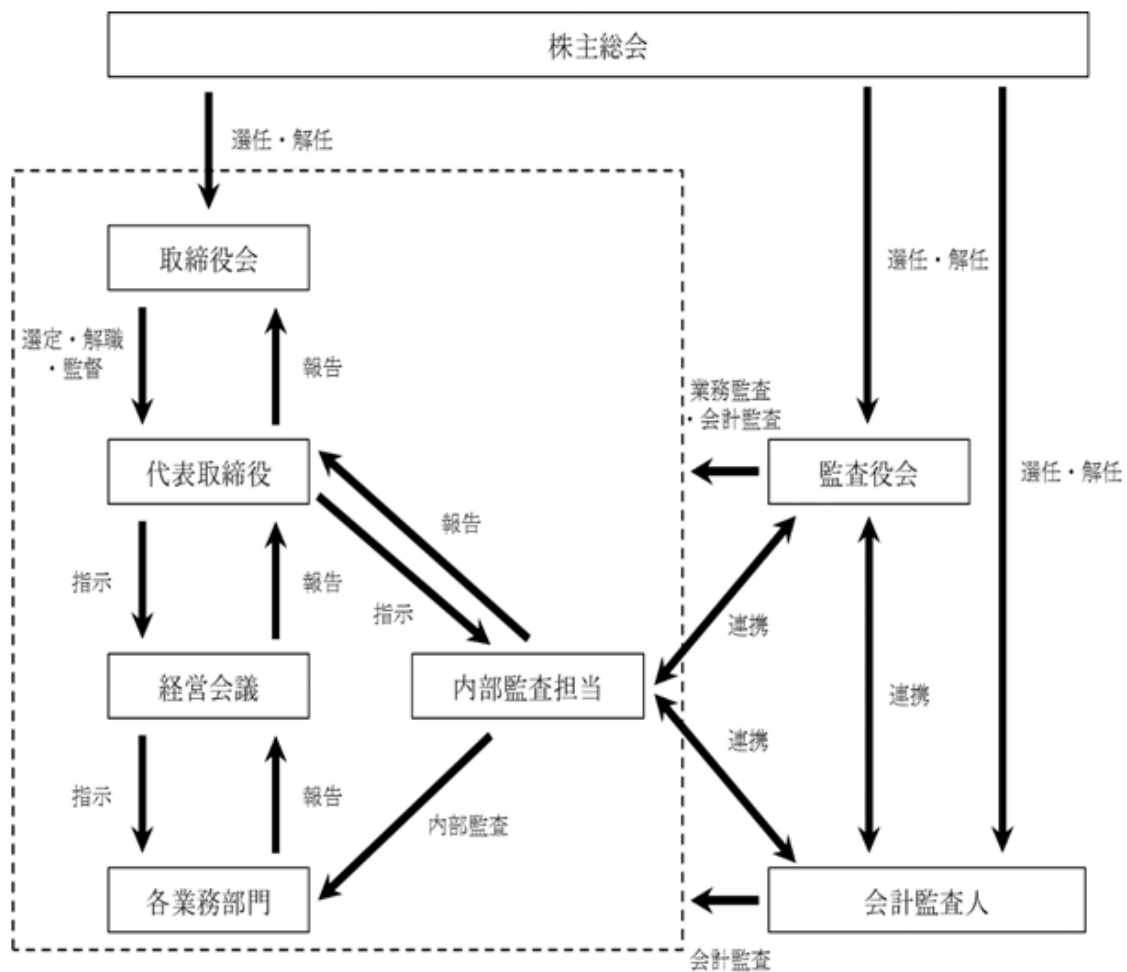 株主総会
選任・解任
取締役会
選任・解任
選定・解職
・監督
報告
業務監査
・会計監査
代表取締役
監査役会
選任・解任
報告
指示
報告
指示
連携
経営会議
内部監査担当
連携
連携
指示
報告
内部監査
各業務部門
会計監査人
会計監査